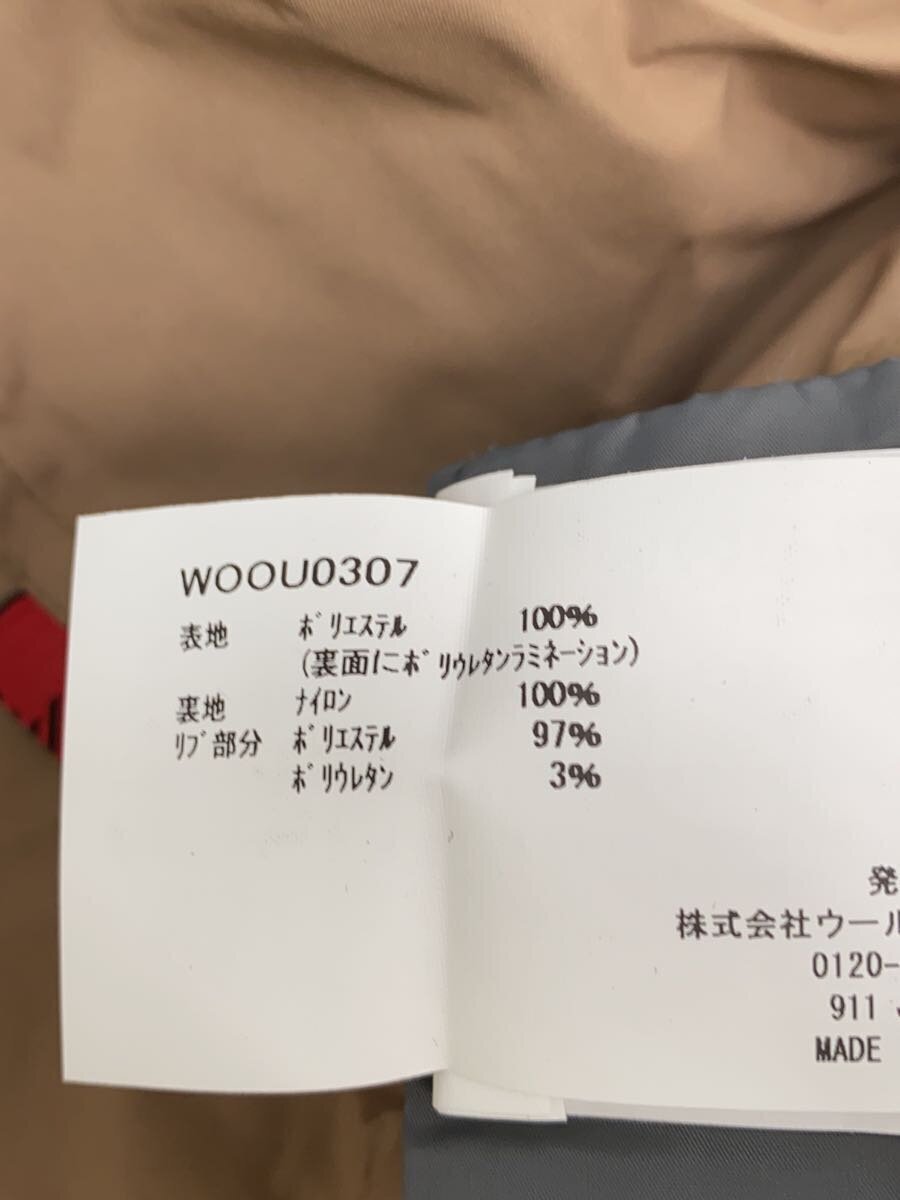 WOOU0307
表地 ポリエステル 100%
(裏面にポリウレタンラミネーション)
裏地 ナイロン 100%
リブ部分 ポリエステル 97%
ポリウレタン 3%
発
株式会社ウール
0120-
911
MADE